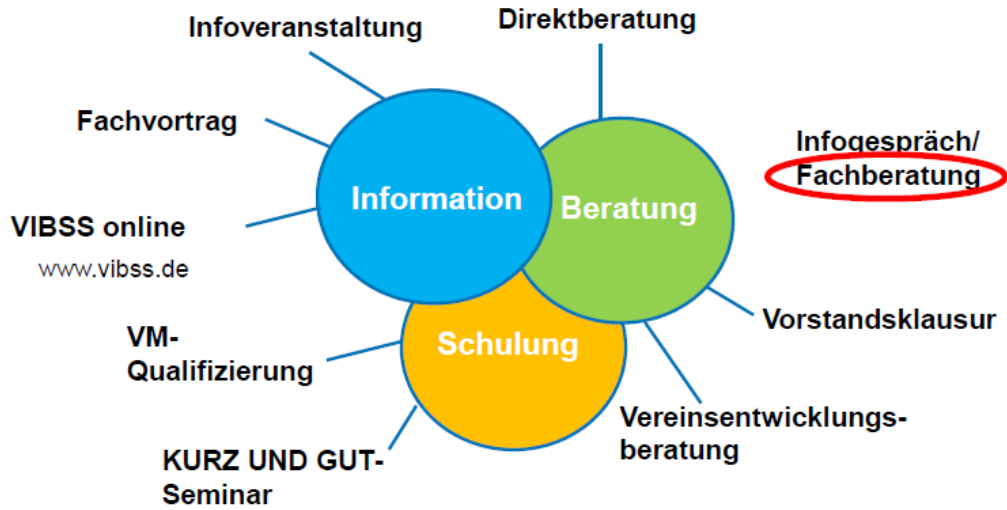 Infoveranstaltung
Direktberatung
Fachvortrag
Infogespräch/
Fachberatung
Information
Beratung
VIBSS online
www.vibss.de
Vorstandsklausur
VM-
Qualifizierung
Schulung
Vereinsentwicklungs-
beratung
KURZ UND GUT-
Seminar